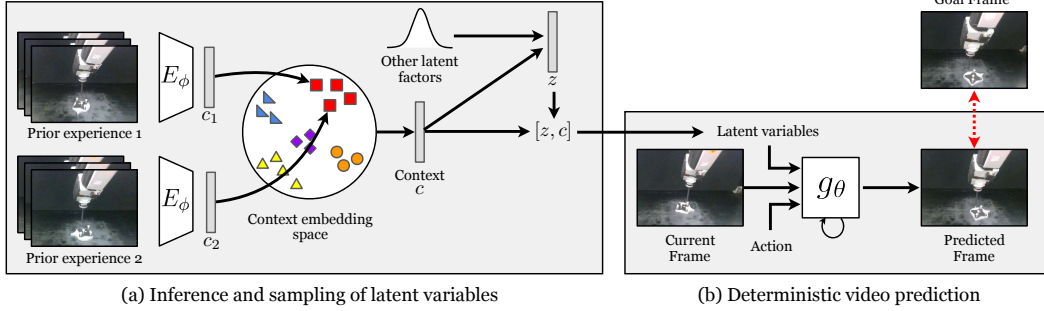 Goal Frame
Prior experience 1
E_ϕ
c_1
Other latent
factors
z
[z, c]
Context
c
Context embedding
space
E_ϕ
c_2
Prior experience 2
Latent variables
g_θ
Current
Frame
Action
Predicted
Frame
(a) Inference and sampling of latent variables
(b) Deterministic video prediction